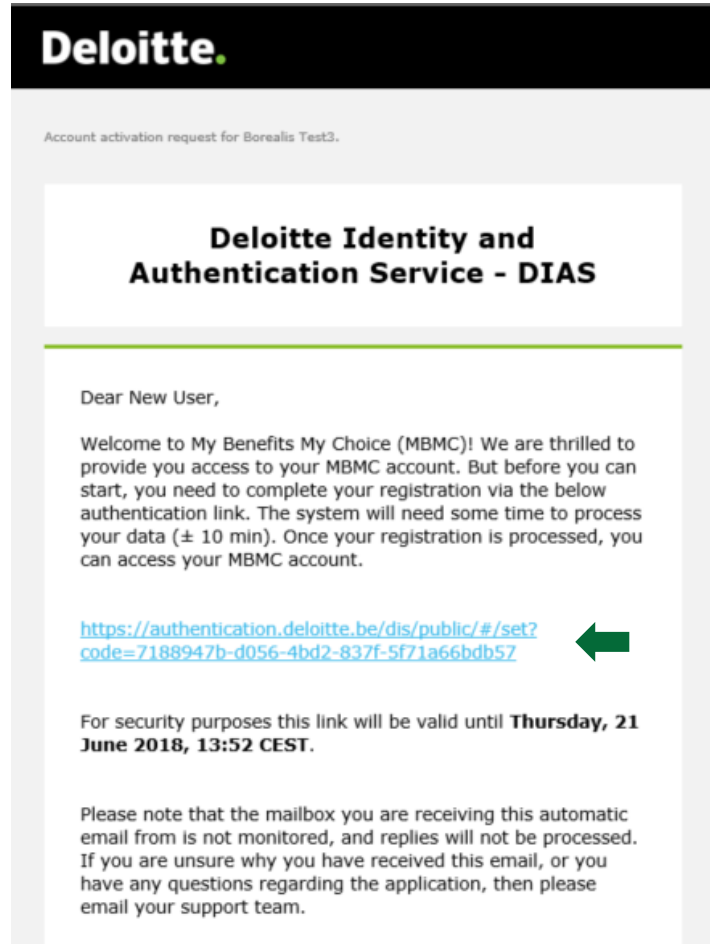 Deloitte.
Account activation request for Borealis Test3.
Deloitte Identity and
Authentication Service - DIAS
Dear New User,
Welcome to My Benefits My Choice (MBMC)! We are thrilled to
provide you access to your MBMC account. But before you can
start, you need to complete your registration via the below
authentication link. The system will need some time to process
your data (± 10 min). Once your registration is processed, you
can access your MBMC account.
https://authentication.deloitte.be/dis/public/#/set?
code=7188947b-d056-4bd2-837f-5f71a66bdb57
For security purposes this link will be valid until Thursday, 21
June 2018, 13:52 CEST.
Please note that the mailbox you are receiving this automatic
email from is not monitored, and replies will not be processed.
If you are unsure why you have received this email, or you
have any questions regarding the application, then please
email your support team.